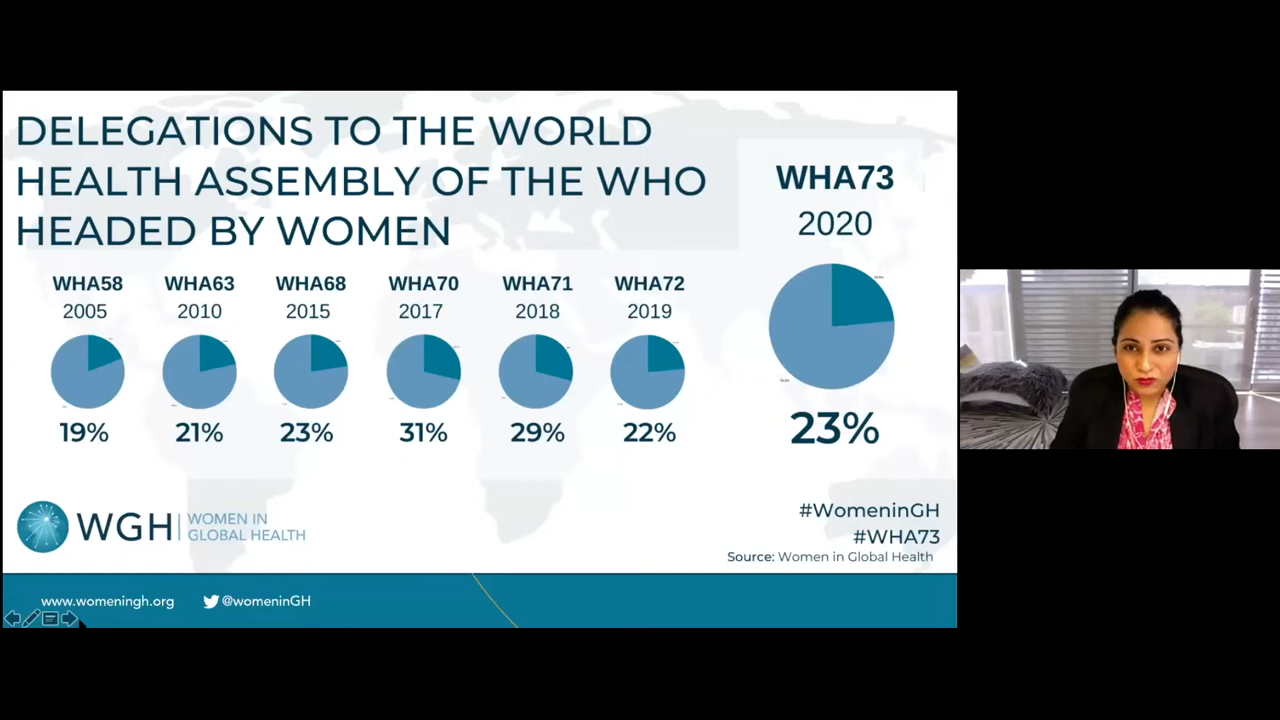 DELEGATIONS TO THE WORLD
HEALTH ASSEMBLY OF THE WHO
HEADED BY WOMEN
WHA58
2005
19%
WHA63
2010
21%
WHA68
2015
23%
WHA70
2017
31%
WHA71
2018
29%
WHA72
2019
22%
WHA73
2020
23%
WGH
WOMEN IN
GLOBAL HEALTH
#WomeninGH
#WHA73
Source: Women in Global Health
www.womeningh.org
@womeninGH